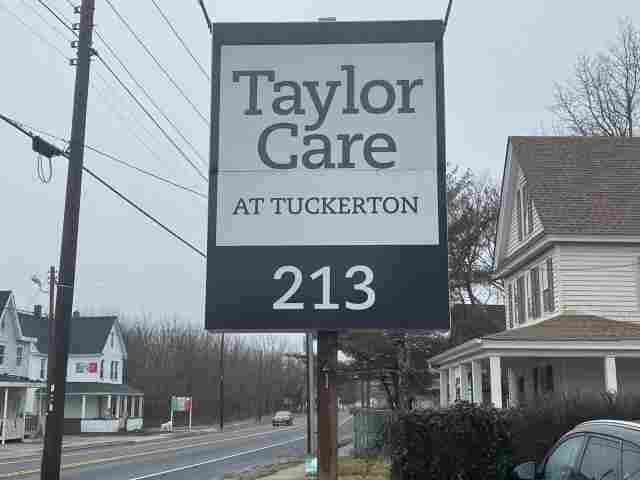 Taylor
Care
AT TUCKERTON
213